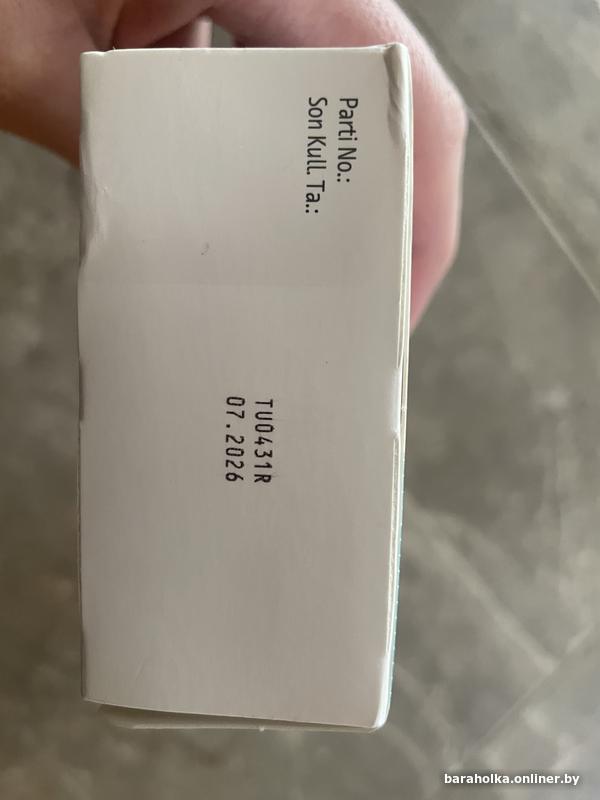 Parti No.:
Son Kull. Ta.:
TU0431R
07.2026
baraholka.onliner.by